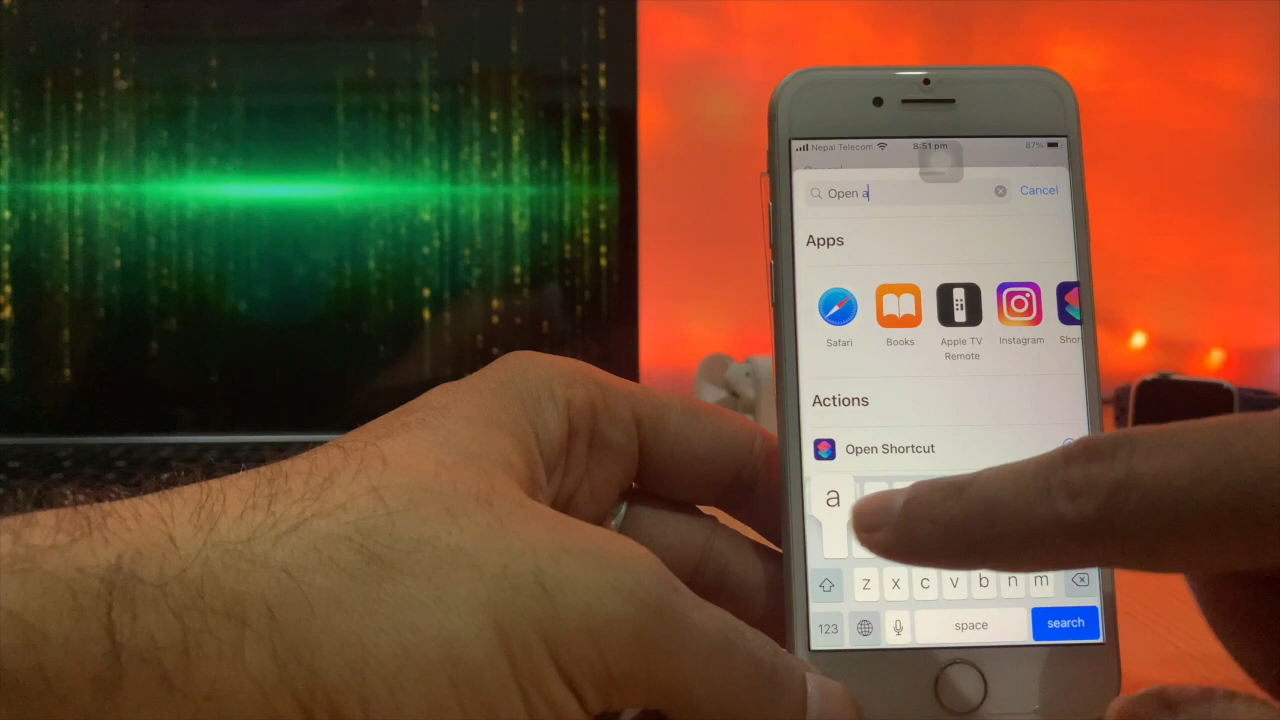 Nepal Telecom 8:51 pm 87%
Open a Cancel
Apps
Safari Books Apple TV Remote Instagram Shor
Actions
Open Shortcut
a
z x c v b n m
123 space search